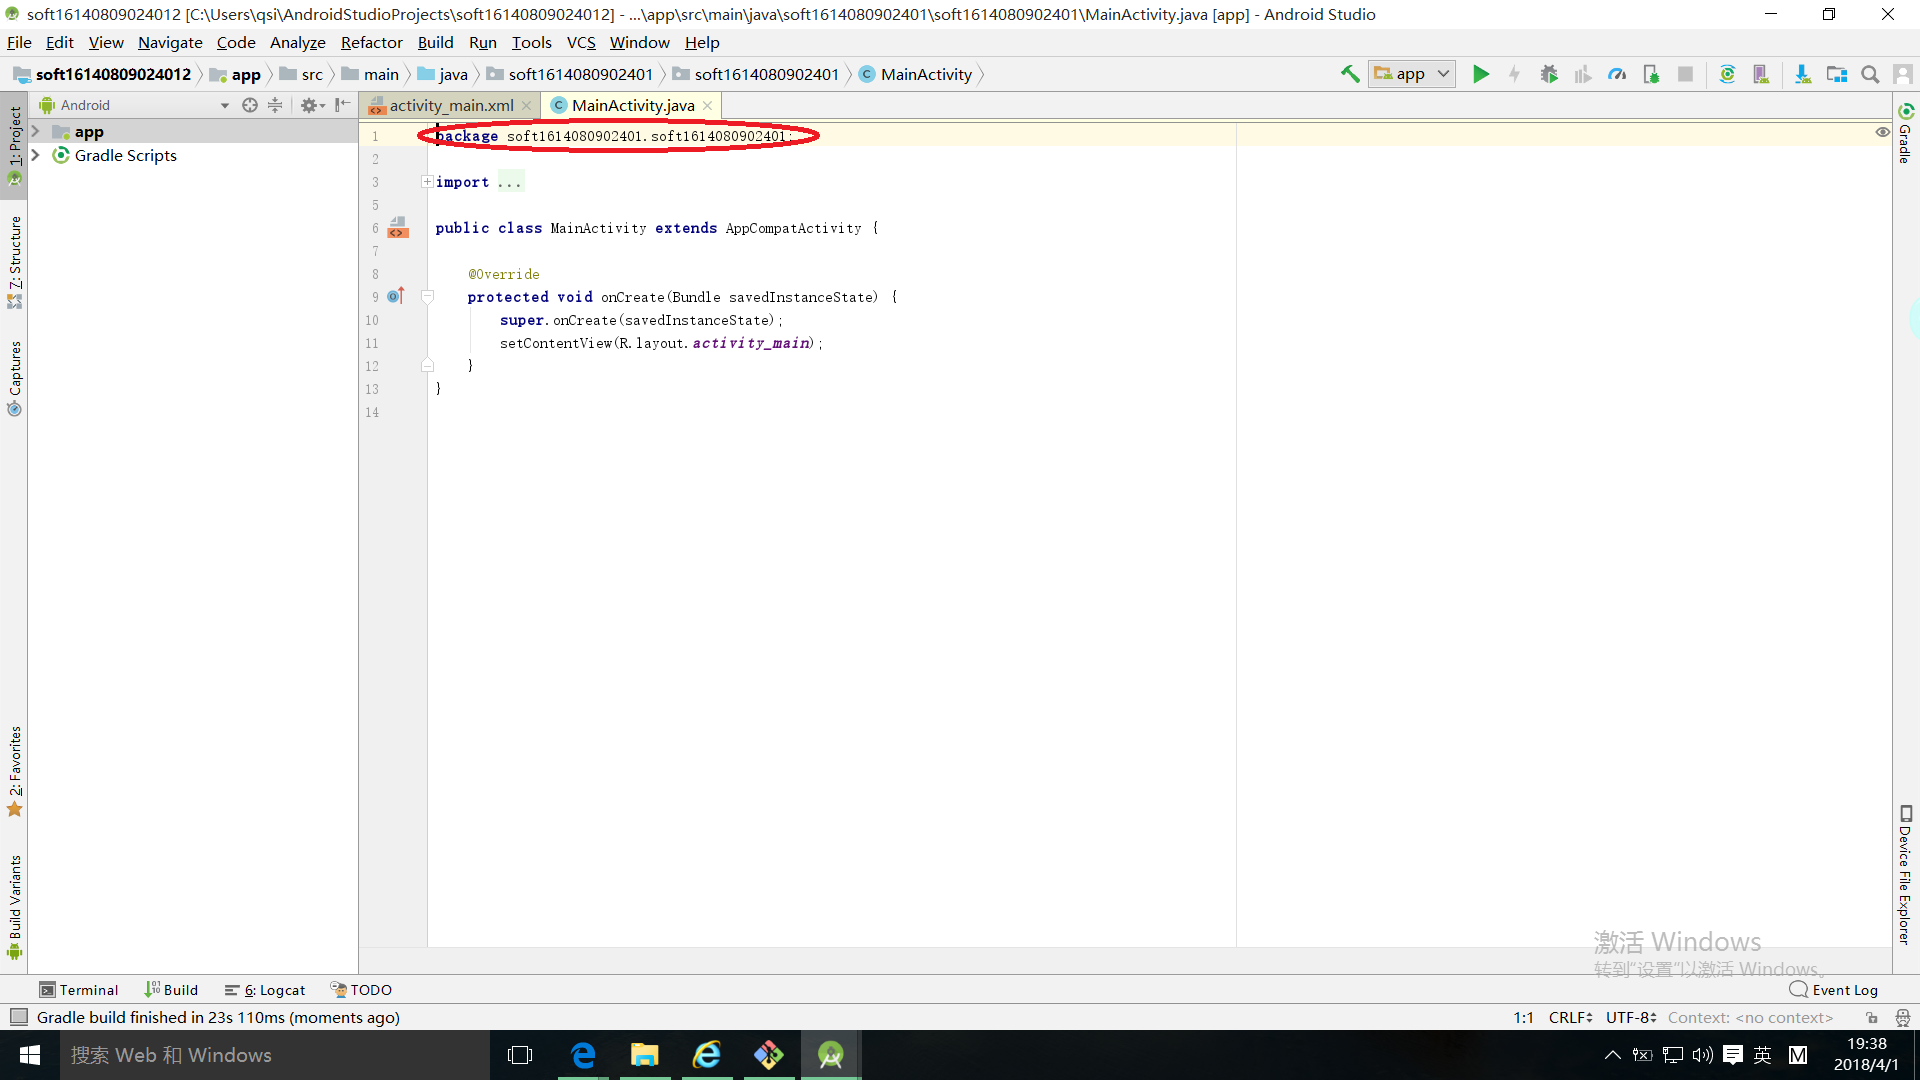 soft16140809024012 [C:\Users\qsi\AndroidStudioProjects\soft16140809024012] - ...\app\src\main\java\soft1614080902401\soft1614080902401\MainActivity.java [app] - Android Studio
File Edit View Navigate Code Analyze Refactor Build Run Tools VCS Window Help
soft16140809024012 app src main java soft1614080902401 soft1614080902401 MainActivity
app
Android
activity_main.xml
MainActivity.java
app
Gradle Scripts
1: Project
7: Structure
Captures
2: Favorites
Build Variants
1 package soft1614080902401.soft1614080902401;
2
3 import ...
5
6 public class MainActivity extends AppCompatActivity {
7
8 @Override
9 protected void onCreate(Bundle savedInstanceState) {
10 super.onCreate(savedInstanceState);
11 setContentView(R.layout.activity_main);
12 }
13 }
14
Gradle
Device File Explorer
激活 Windows
转到"设置"以激活 Windows。
Terminal Build 6: Logcat TODO
Event Log
Gradle build finished in 23s 110ms (moments ago)
1:1 CRLF UTF-8 Context: <no context>
搜索 Web 和 Windows
英
M
19:38
2018/4/1